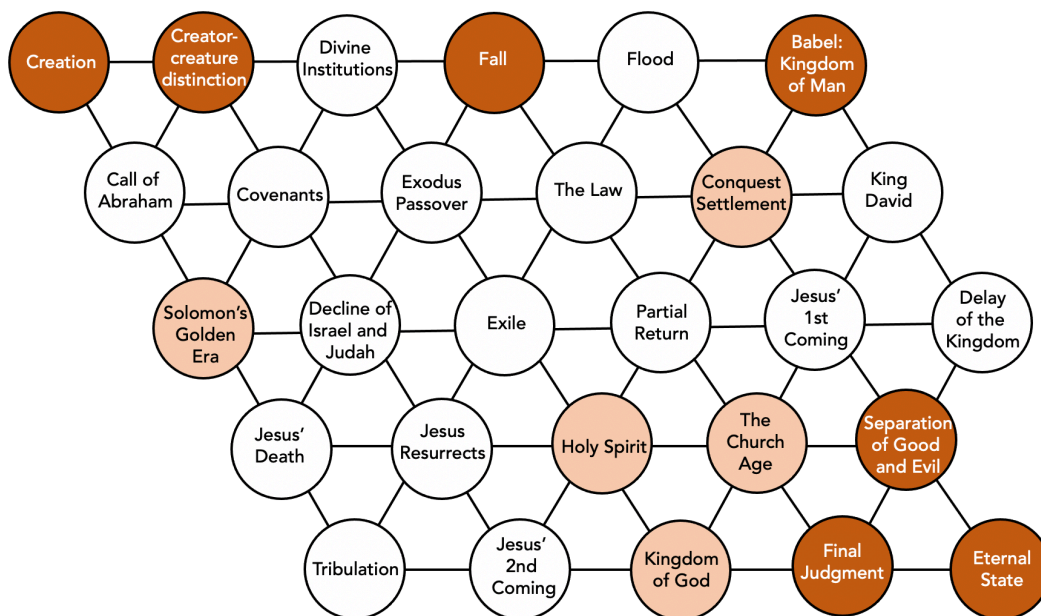 Creation
Creator-
creature
distinction
Divine
Institutions
Fall
Flood
Babel:
Kingdom
of Man
Call of
Abraham
Covenants
Exodus
Passover
The Law
Conquest
Settlement
King
David
Solomon's
Golden
Era
Decline of
Israel and
Judah
Exile
Partial
Return
Jesus'
1st
Coming
Delay
of the
Kingdom
Jesus'
Death
Jesus
Resurrects
Holy Spirit
The
Church
Age
Separation
of Good
and Evil
Tribulation
Jesus'
2nd
Coming
Kingdom
of God
Final
Judgment
Eternal
State